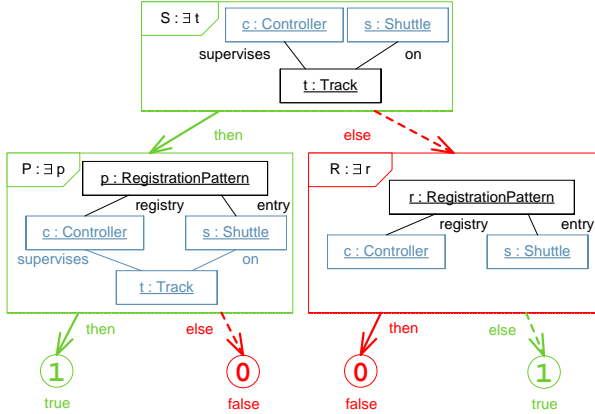 S : ∃ t
c : Controller
s : Shuttle
supervises
on
t : Track
then
else
P : ∃ p
p : RegistrationPattern
registry
entry
c : Controller
s : Shuttle
supervises
on
t : Track
R : ∃ r
r : RegistrationPattern
registry
entry
c : Controller
s : Shuttle
then
else
then
else
1
0
0
1
true
false
false
true